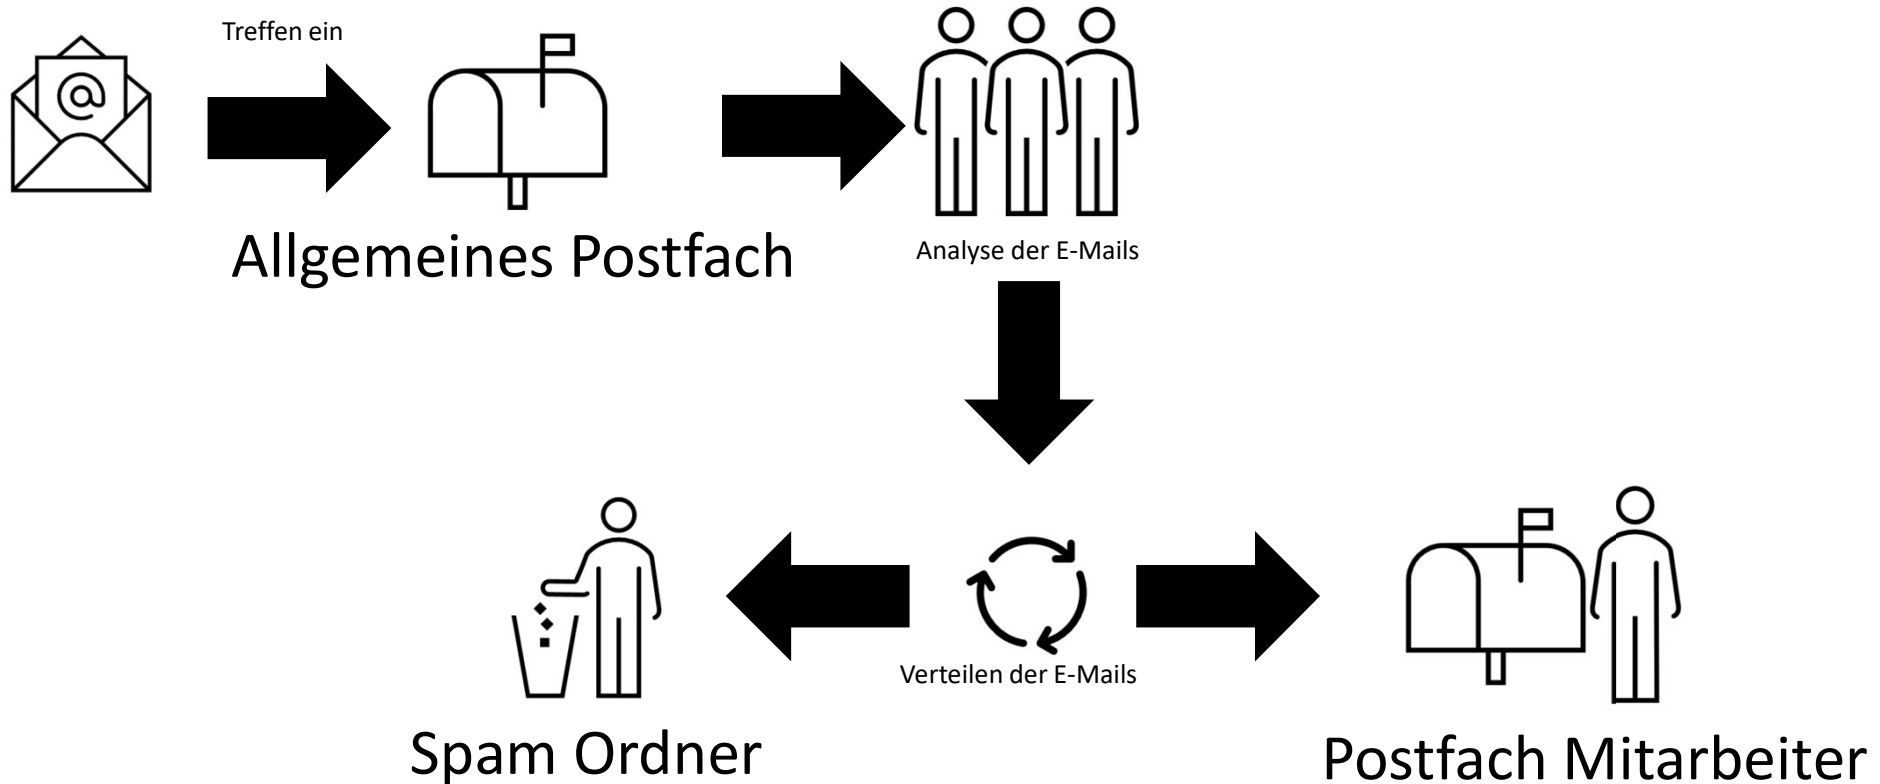 Treffen ein
@
Allgemeines Postfach
Analyse der E-Mails
Verteilen der E-Mails
Spam Ordner
Postfach Mitarbeiter